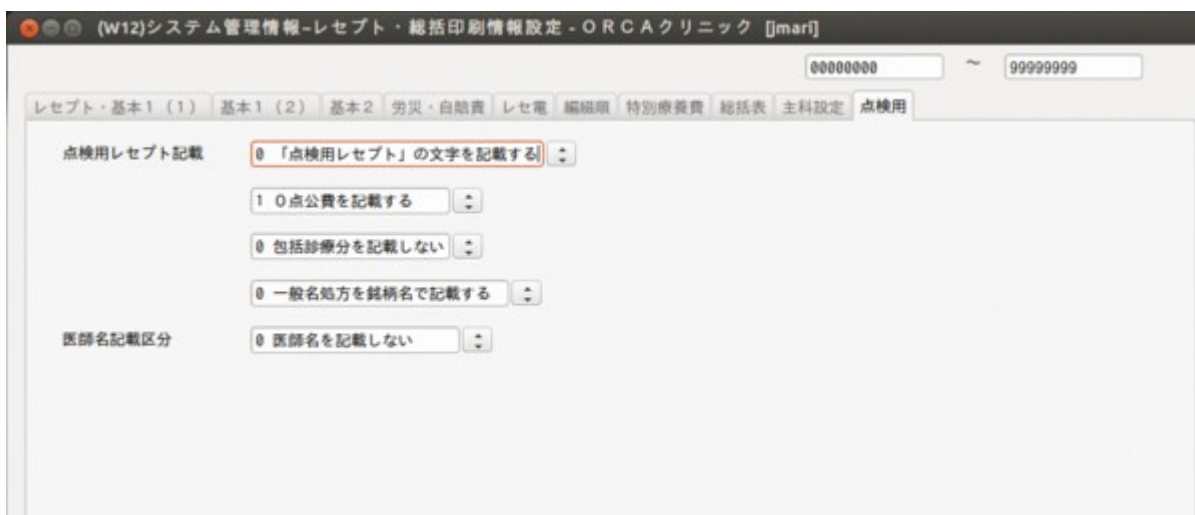 (W12)システム管理情報-レセプト・総括印刷情報設定 - ORCAクリニック [jmari]
00000000 ~ 99999999
レセプト・基本1(1) 基本1(2) 基本2 労災・自賠責 レセ電 編綴順 特別療養費 総括表 主科設定 点検用
点検用レセプト記載 0 「点検用レセプト」の文字を記載する
1 0点公費を記載する
0 包括診療分を記載しない
0 一般名処方を銘柄名で記載する
医師名記載区分 0 医師名を記載しない